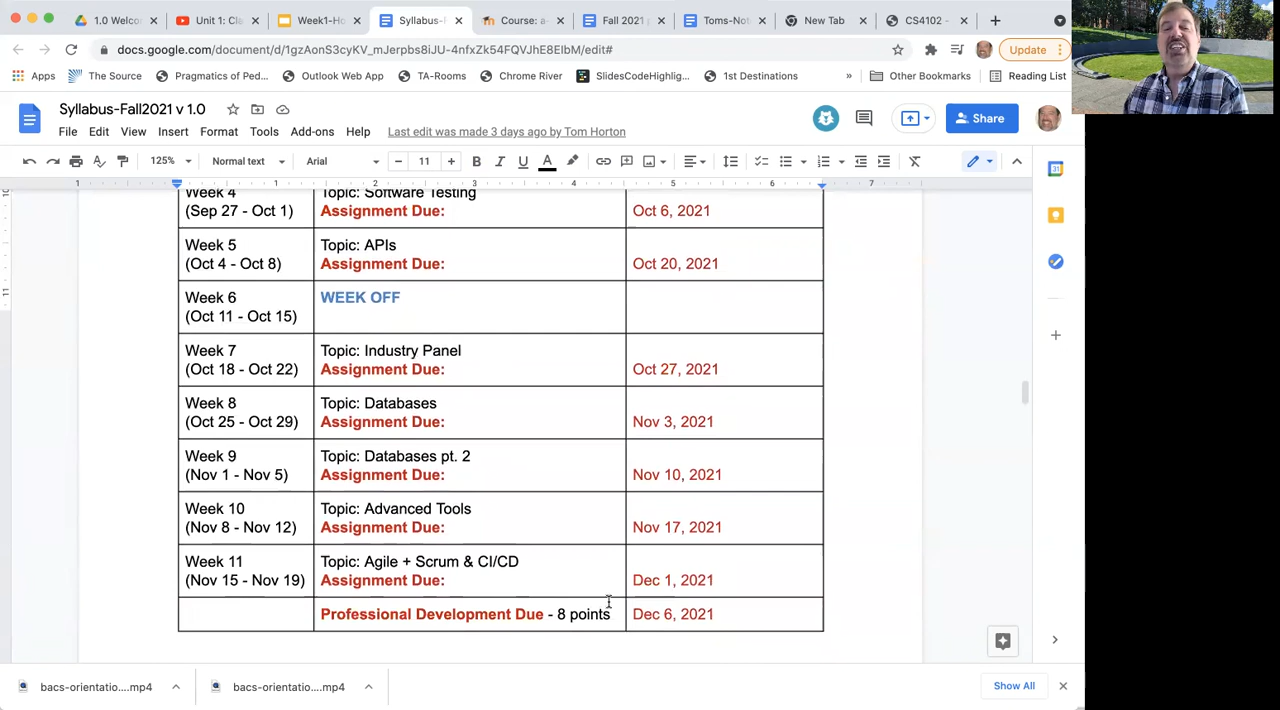 1.0 Welcom
Unit 1: Cla
Week1-Ho
Syllabus-
Course: a-
Fall 2021
Toms-Not
New Tab
CS4102 -
docs.google.com/document/d/1gzAonS3cyKV_mJerpbs8iJU-4nfxZk54FQVJhE8ElbM/edit#
Update
Apps
The Source
Pragmatics of Ped...
Outlook Web App
TA-Rooms
Chrome River
SlidesCodeHighlig...
1st Destinations
»
Other Bookmarks
Reading List
Syllabus-Fall2021 v 1.0
File Edit View Insert Format Tools Add-ons Help
Last edit was made 3 days ago by Tom Horton
Share
125%
Normal text
Arial
11
B I U A
1 1 2 3 4 5 6 7
Week 4
(Sep 27 - Oct 1)
Topic: Software Testing
Assignment Due:
Oct 6, 2021
Week 5
(Oct 4 - Oct 8)
Topic: APIs
Assignment Due:
Oct 20, 2021
Week 6
(Oct 11 - Oct 15)
WEEK OFF
Week 7
(Oct 18 - Oct 22)
Topic: Industry Panel
Assignment Due:
Oct 27, 2021
Week 8
(Oct 25 - Oct 29)
Topic: Databases
Assignment Due:
Nov 3, 2021
Week 9
(Nov 1 - Nov 5)
Topic: Databases pt. 2
Assignment Due:
Nov 10, 2021
Week 10
(Nov 8 - Nov 12)
Topic: Advanced Tools
Assignment Due:
Nov 17, 2021
Week 11
(Nov 15 - Nov 19)
Topic: Agile + Scrum & CI/CD
Assignment Due:
Dec 1, 2021
Professional Development Due - 8 points
Dec 6, 2021
bacs-orientatio....mp4
bacs-orientatio....mp4
Show All